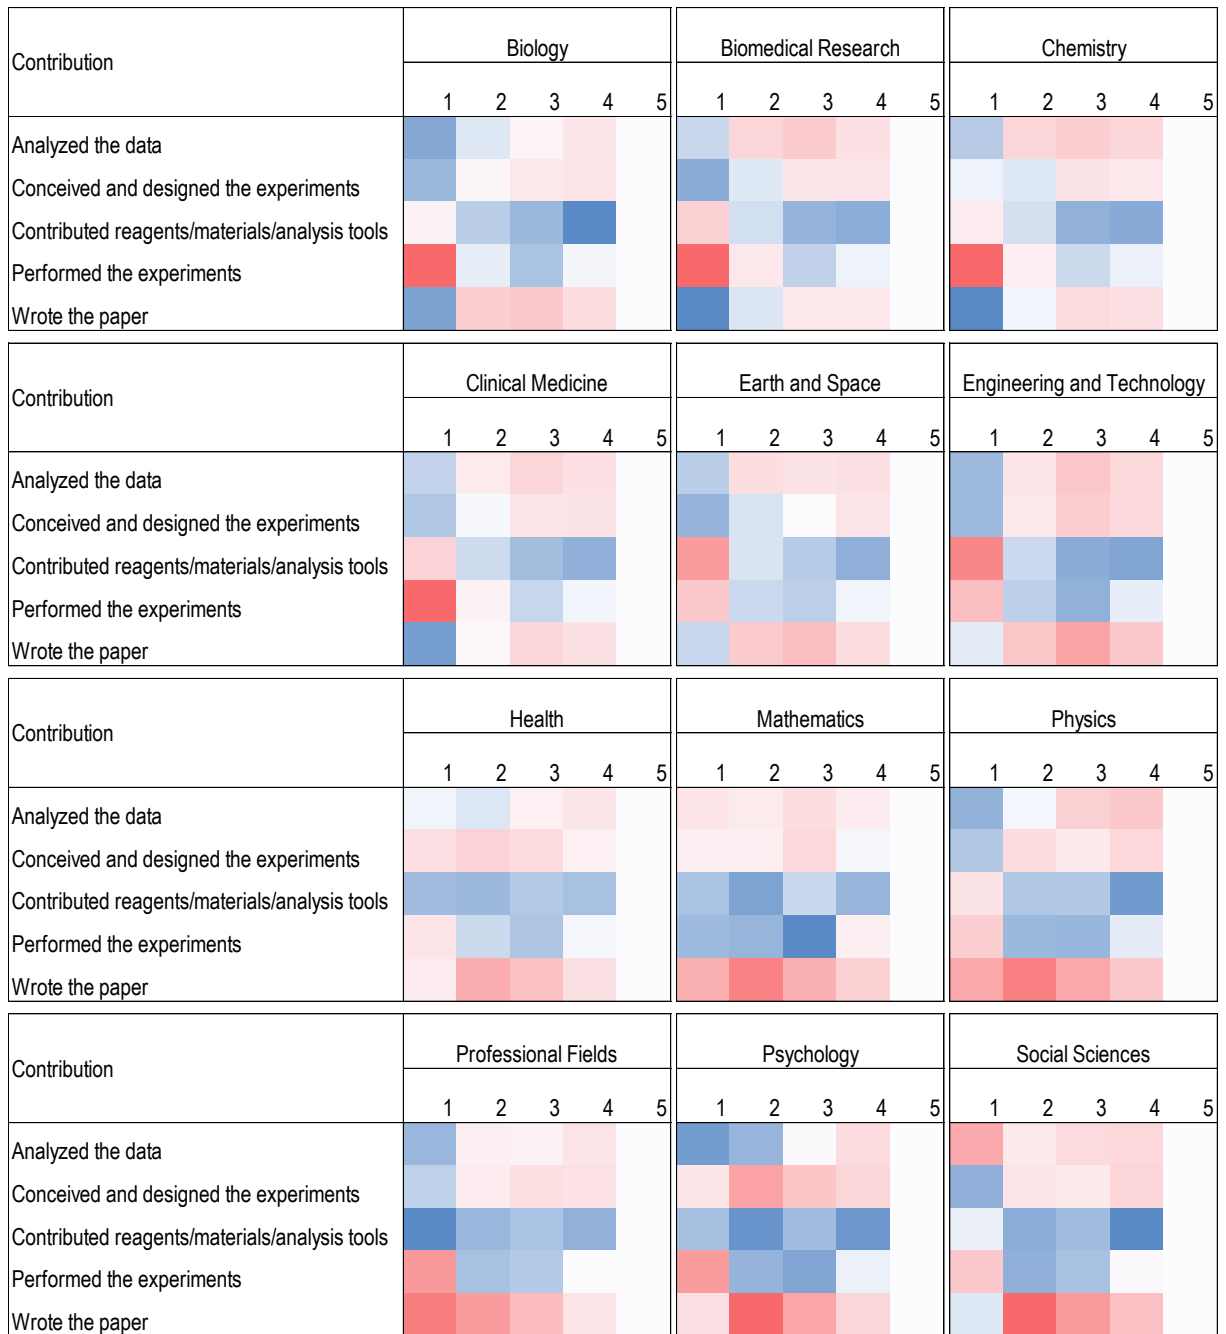 Contribution Biology Biomedical Research Chemistry
1 2 3 4 5 1 2 3 4 5 1 2 3 4 5
Analyzed the data
Conceived and designed the experiments
Contributed reagents/materials/analysis tools
Performed the experiments
Wrote the paper
Contribution Clinical Medicine Earth and Space Engineering and Technology
1 2 3 4 5 1 2 3 4 5 1 2 3 4 5
Analyzed the data
Conceived and designed the experiments
Contributed reagents/materials/analysis tools
Performed the experiments
Wrote the paper
Contribution Health Mathematics Physics
1 2 3 4 5 1 2 3 4 5 1 2 3 4 5
Analyzed the data
Conceived and designed the experiments
Contributed reagents/materials/analysis tools
Performed the experiments
Wrote the paper
Contribution Professional Fields Psychology Social Sciences
1 2 3 4 5 1 2 3 4 5 1 2 3 4 5
Analyzed the data
Conceived and designed the experiments
Contributed reagents/materials/analysis tools
Performed the experiments
Wrote the paper